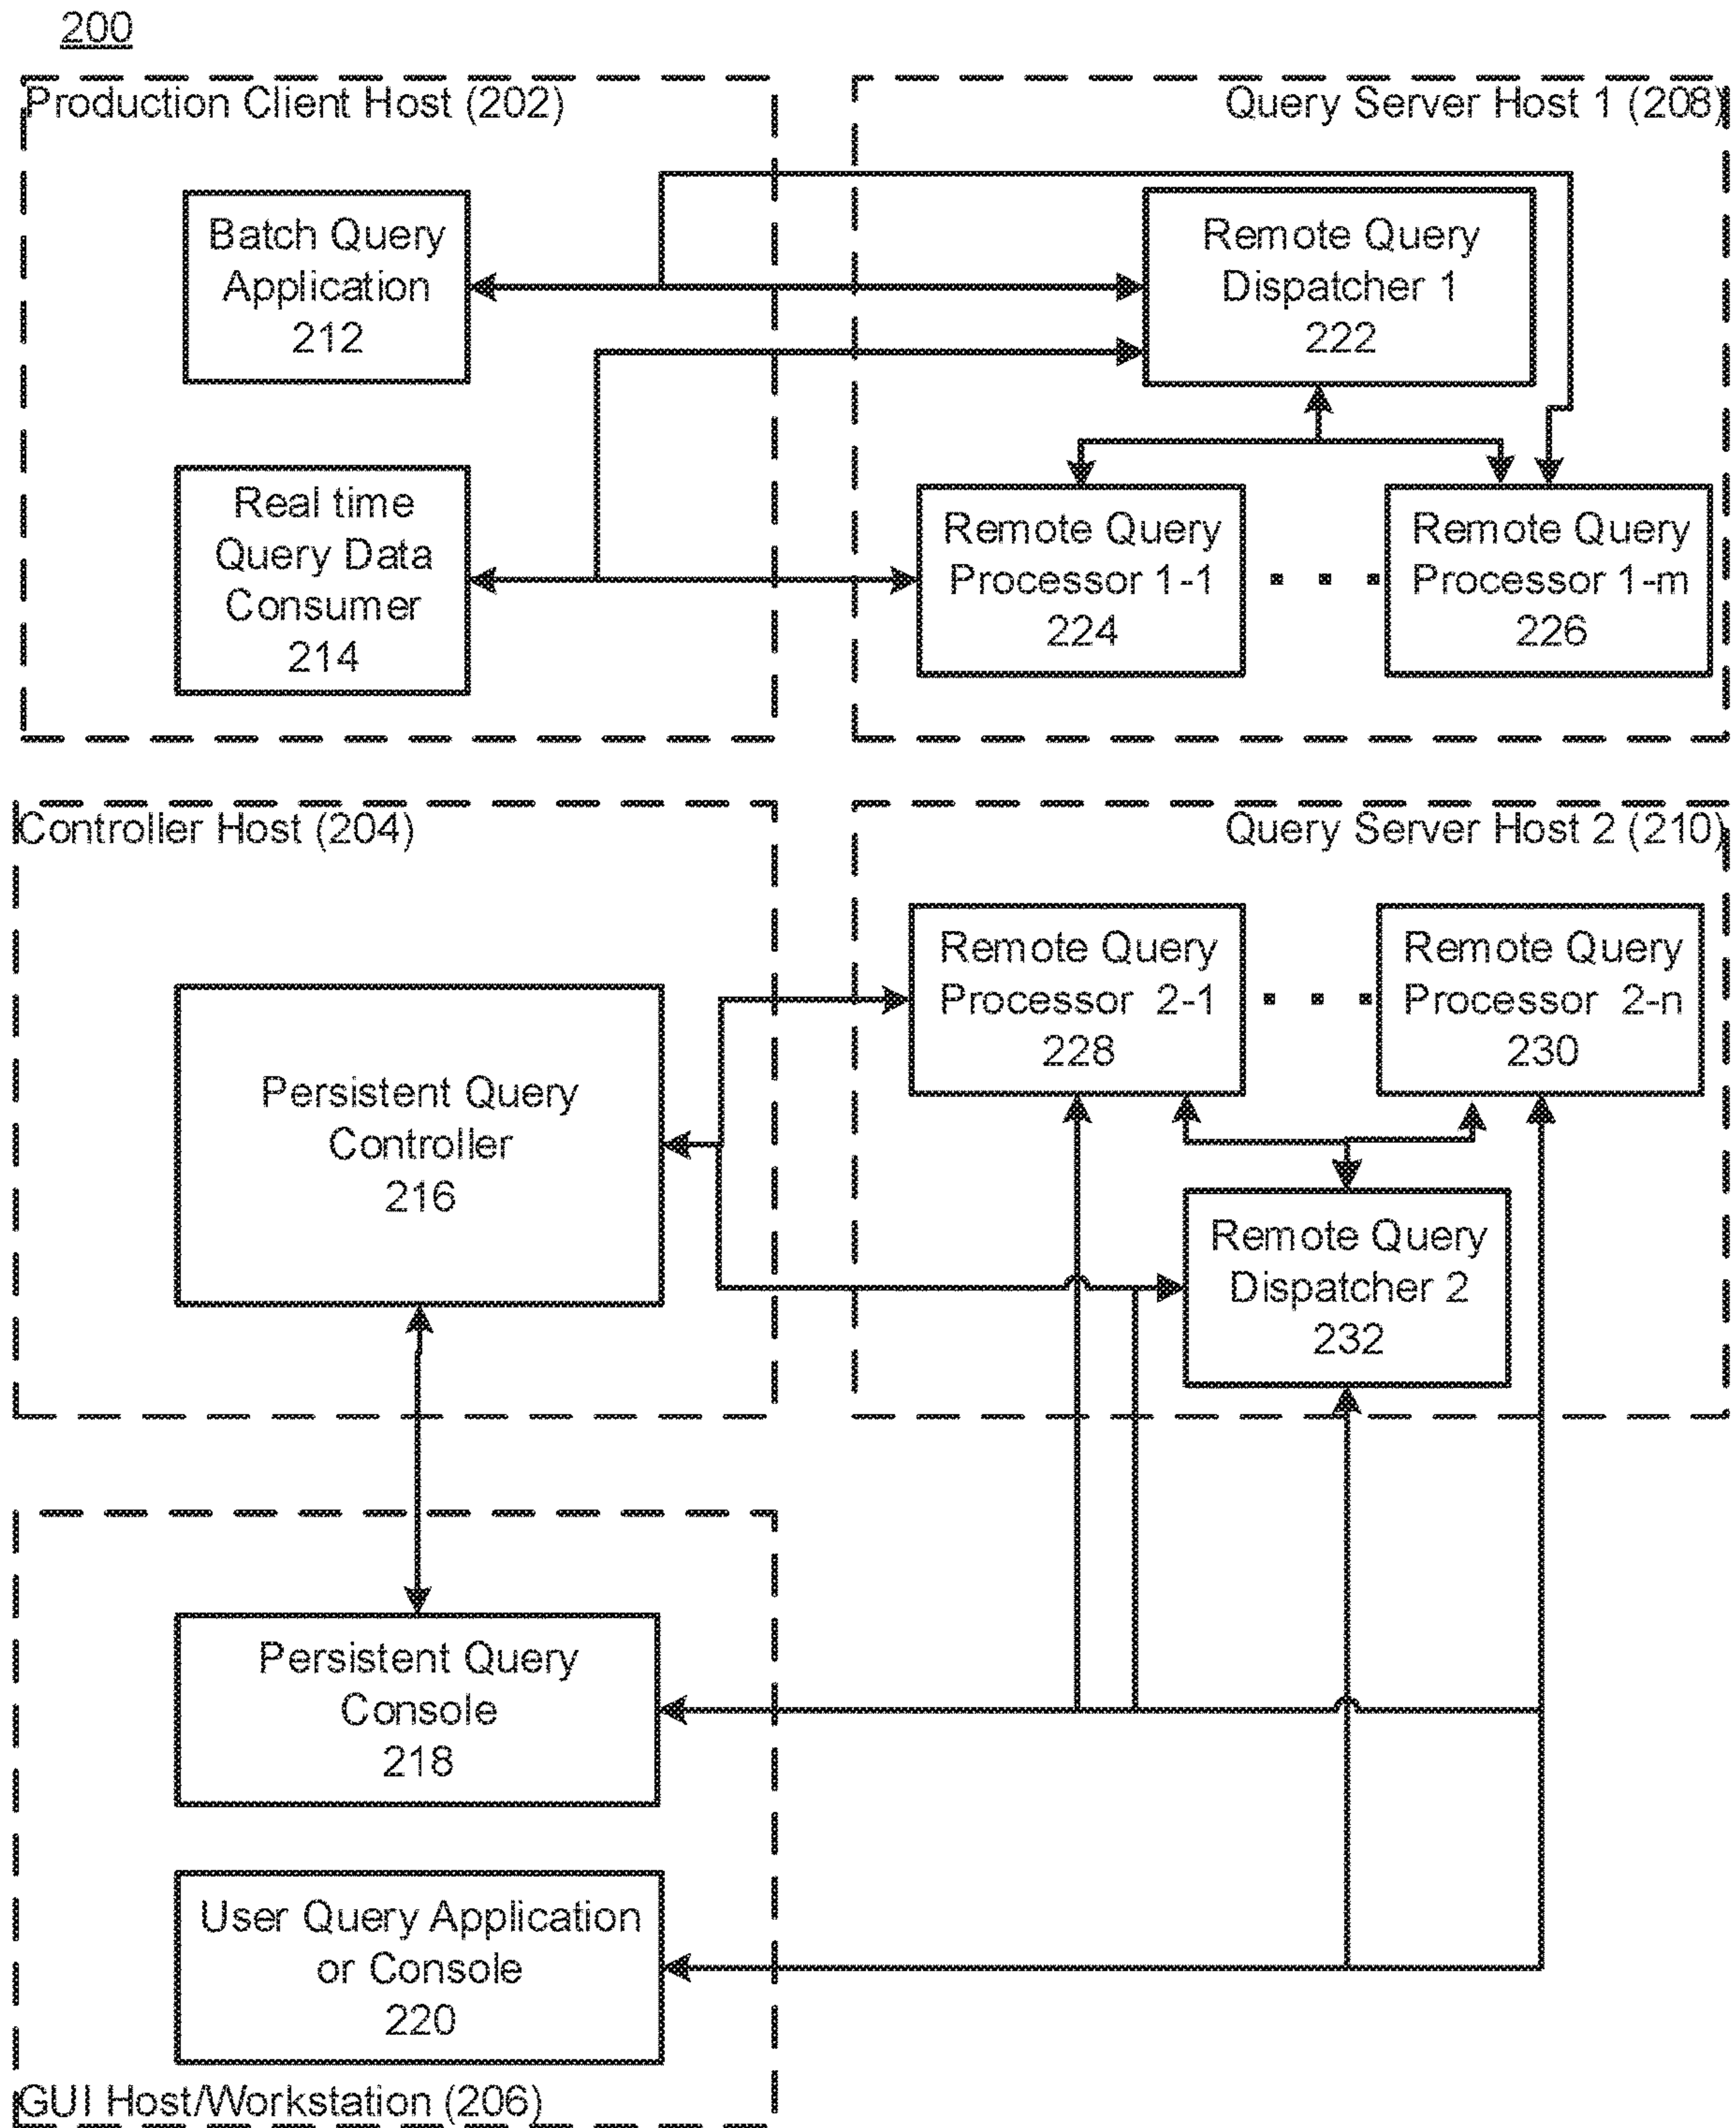 200
Production Client Host (202)
Query Server Host 1 (208)
Batch Query
Application
212
Remote Query
Dispatcher 1
222
Real time
Query Data
Consumer
214
Remote Query
Processor 1-1
224
. . .
Remote Query
Processor 1-m
226
Controller Host (204)
Query Server Host 2 (210)
Persistent Query
Controller
216
Remote Query
Processor 2-1
228
. . .
Remote Query
Processor 2-n
230
Remote Query
Dispatcher 2
232
Persistent Query
Console
218
User Query Application
or Console
220
GUI Host/Workstation (206)